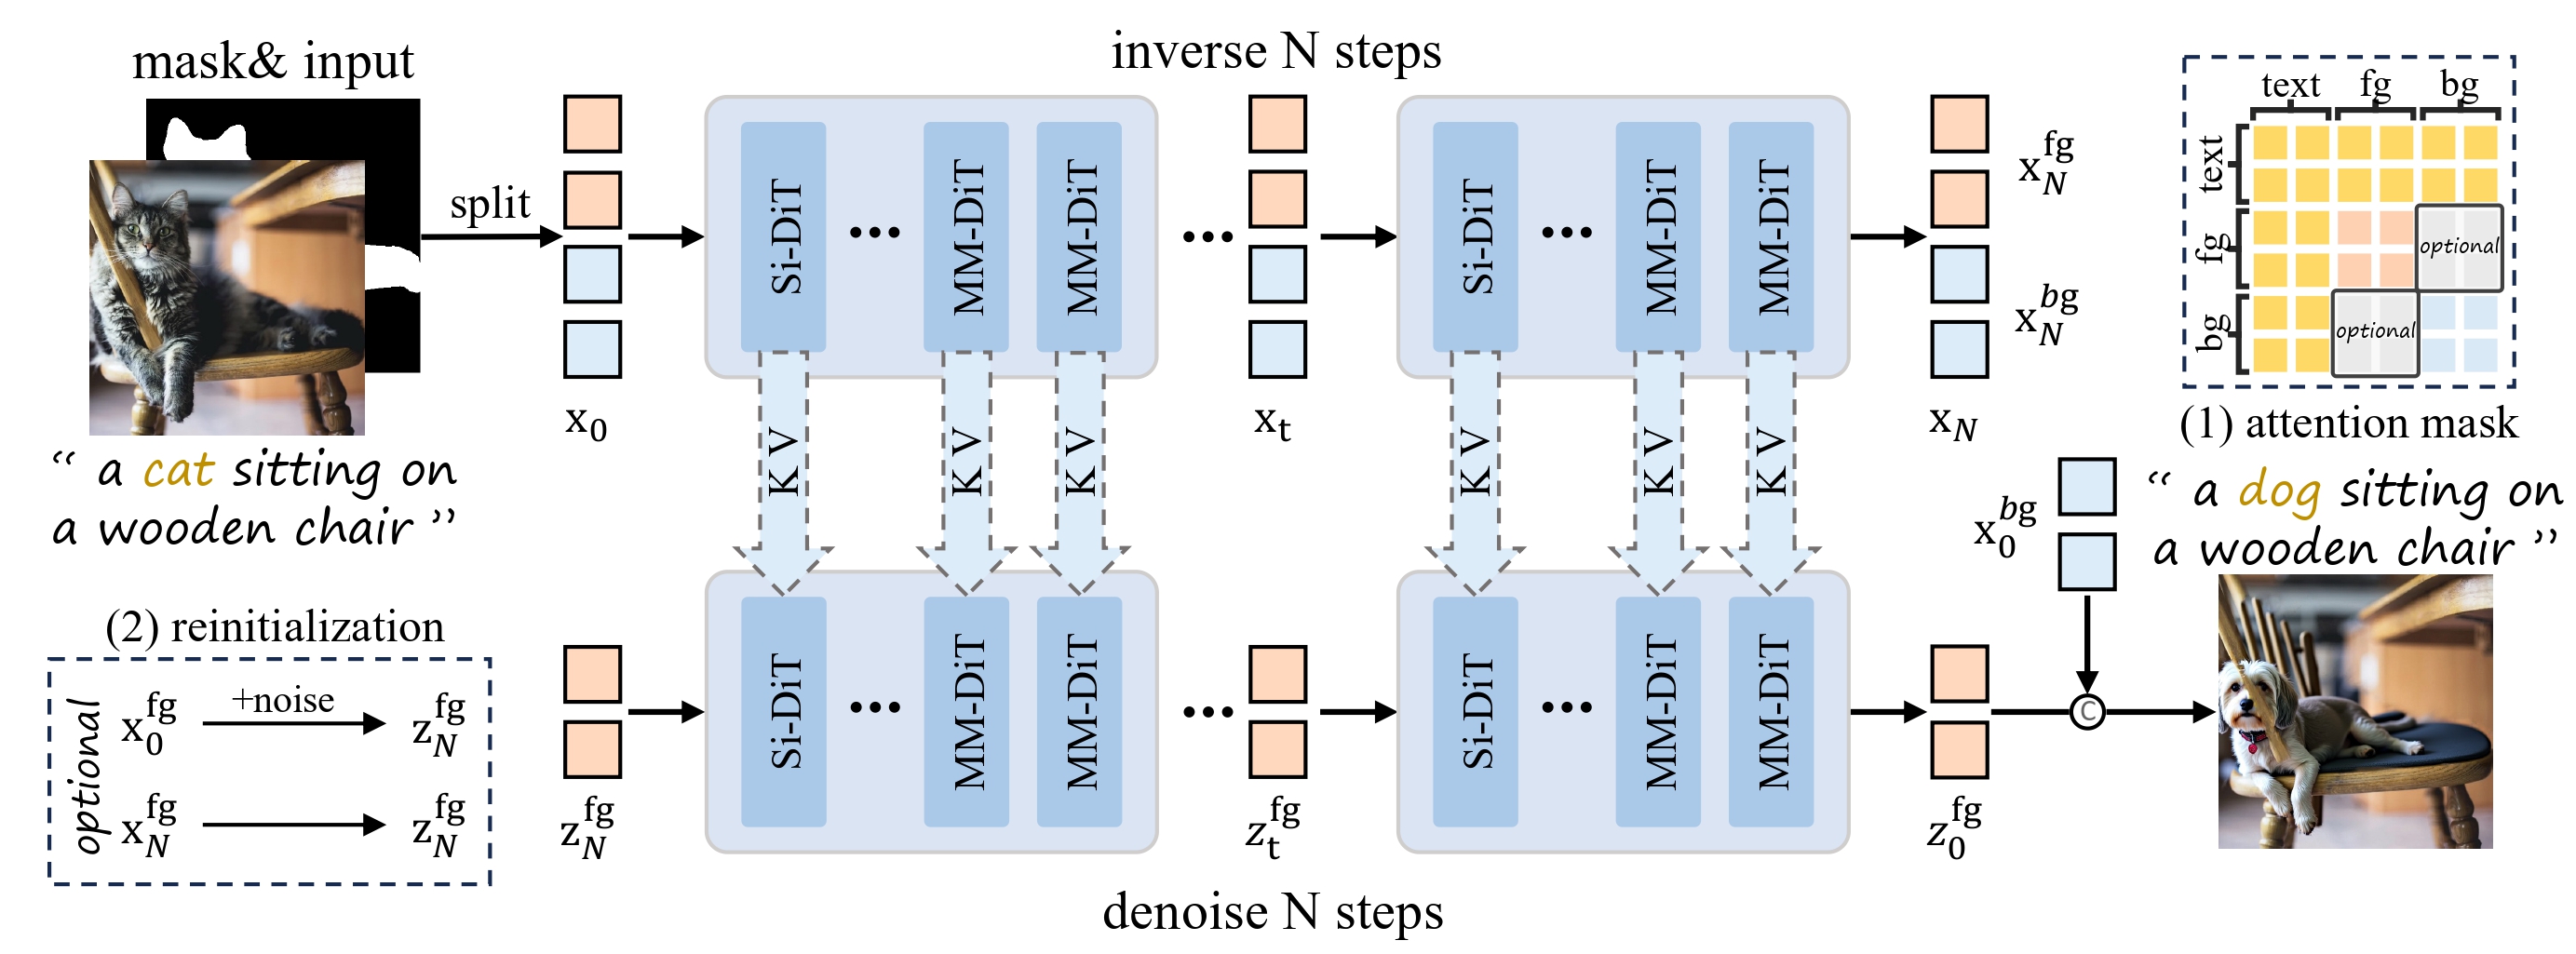 mask& input
inverse N steps
split
Si-DiT
...
MM-DiT
MM-DiT
...
Si-DiT
...
MM-DiT
MM-DiT
x_N^fg
x_N^bg
x_0
x_t
x_N
text fg bg
text
fg
bg
optional
optional
(1) attention mask
“ a cat sitting on
a wooden chair ”
K V
K V
K V
K V
K V
K V
x_0^bg
“ a dog sitting on
a wooden chair ”
(2) reinitialization
optional
x_0^fg +noise z_N^fg
x_N^fg z_N^fg
Si-DiT
...
MM-DiT
MM-DiT
...
Si-DiT
...
MM-DiT
MM-DiT
C
z_N^fg
z_t^fg
z_0^fg
denoise N steps